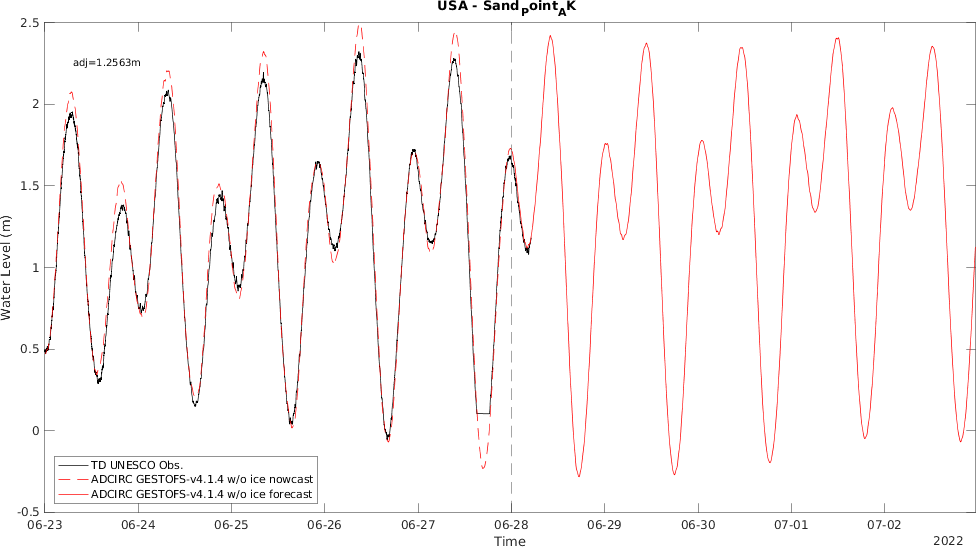 USA - Sand_Point_AK
2.5
adj=1.2563m
2
1.5
Water Level (m)
1
0.5
0
TD UNESCO Obs.
ADCIRC GESTOFS-v4.1.4 w/o ice nowcast
ADCIRC GESTOFS-v4.1.4 w/o ice forecast
-0.5
06-23 06-24 06-25 06-26 06-27 06-28 06-29 06-30 07-01 07-02
Time
2022